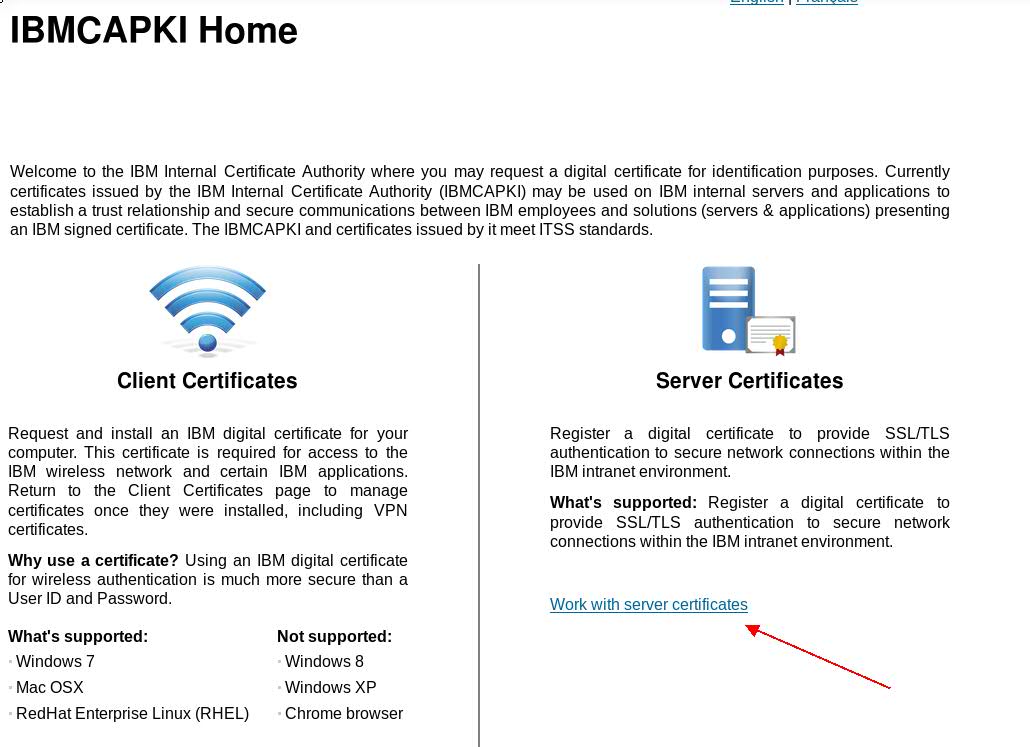 English | Français
IBMCAPKI Home
Welcome to the IBM Internal Certificate Authority where you may request a digital certificate for identification purposes. Currently
certificates issued by the IBM Internal Certificate Authority (IBMCAPKI) may be used on IBM internal servers and applications to
establish a trust relationship and secure communications between IBM employees and solutions (servers & applications) presenting
an IBM signed certificate. The IBMCAPKI and certificates issued by it meet ITSS standards.
Client Certificates
Request and install an IBM digital certificate for your
computer. This certificate is required for access to the
IBM wireless network and certain IBM applications.
Return to the Client Certificates page to manage
certificates once they were installed, including VPN
certificates.
Why use a certificate? Using an IBM digital certificate
for wireless authentication is much more secure than a
User ID and Password.
What's supported:
Windows 7
Mac OSX
RedHat Enterprise Linux (RHEL)
Not supported:
Windows 8
Windows XP
Chrome browser
Server Certificates
Register a digital certificate to provide SSL/TLS
authentication to secure network connections within the
IBM intranet environment.
What's supported: Register a digital certificate to
provide SSL/TLS authentication to secure network
connections within the IBM intranet environment.
Work with server certificates